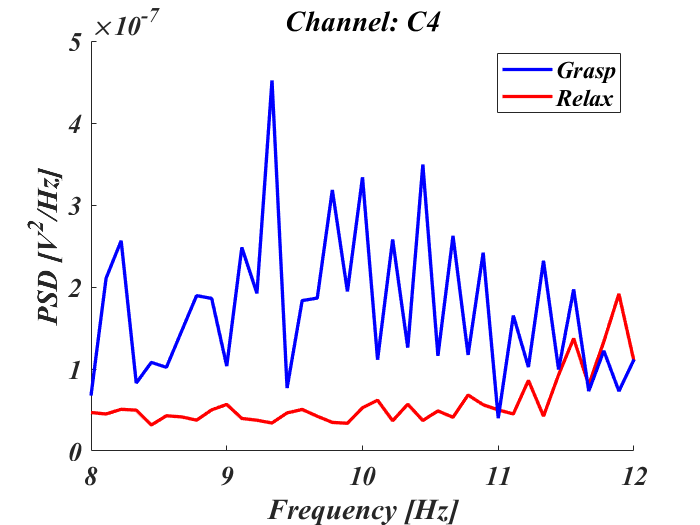 Channel: C4
×10⁻⁷
5
4
3
2
1
0
PSD [V²/Hz]
Grasp
Relax
8 9 10 11 12
Frequency [Hz]